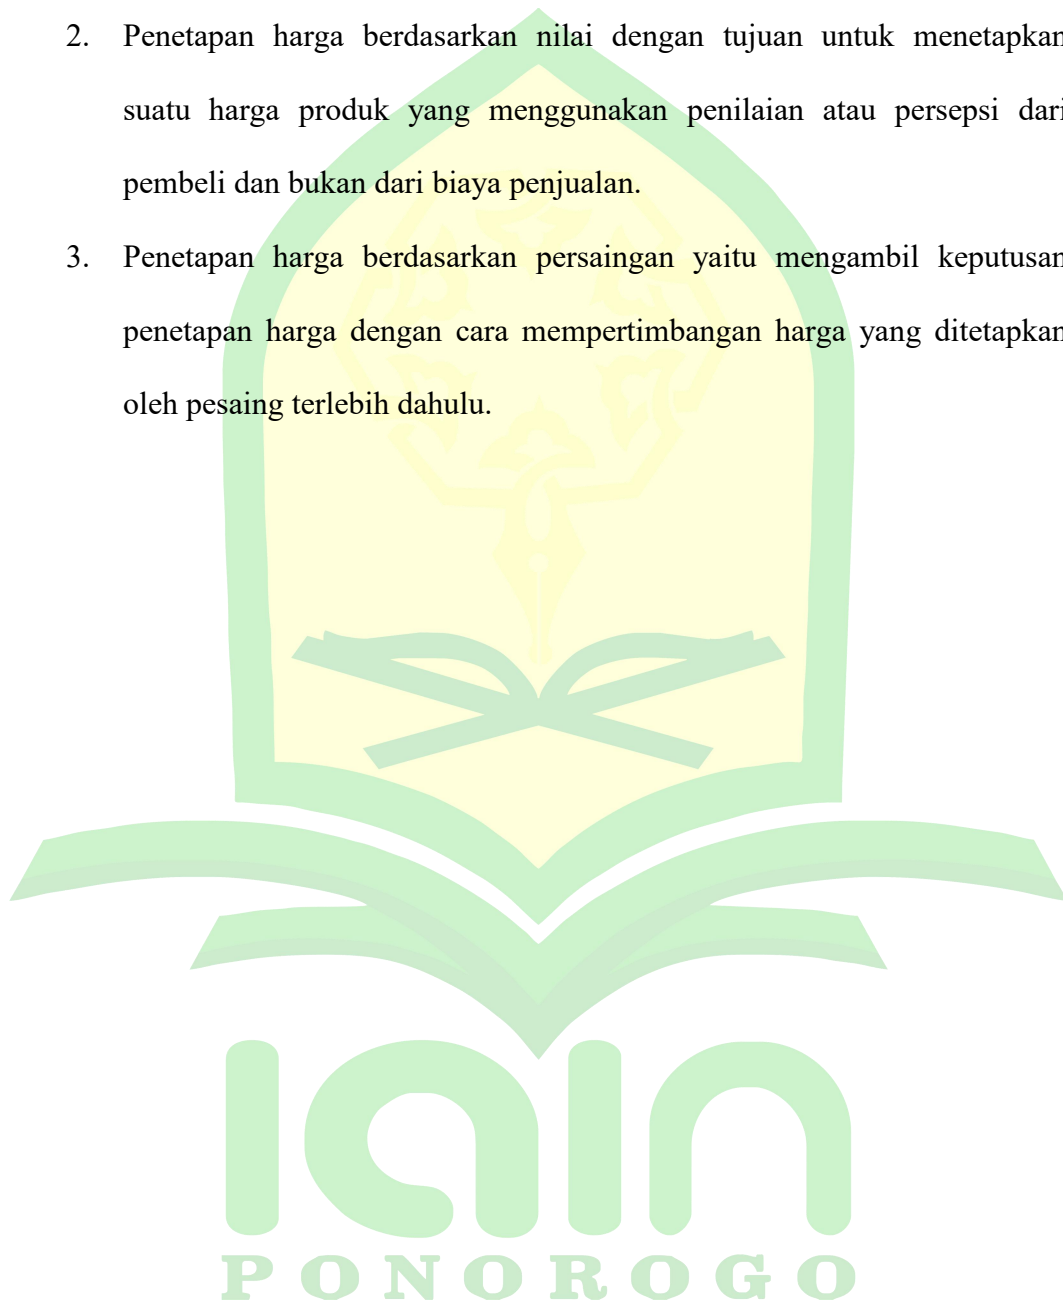 2. Penetapan harga berdasarkan nilai dengan tujuan untuk menetapkan
suatu harga produk yang menggunakan penilaian atau persepsi dari
pembeli dan bukan dari biaya penjualan.
3. Penetapan harga berdasarkan persaingan yaitu mengambil keputusan
penetapan harga dengan cara mempertimbangan harga yang ditetapkan
oleh pesaing terlebih dahulu.
IAIN
PONOROGO